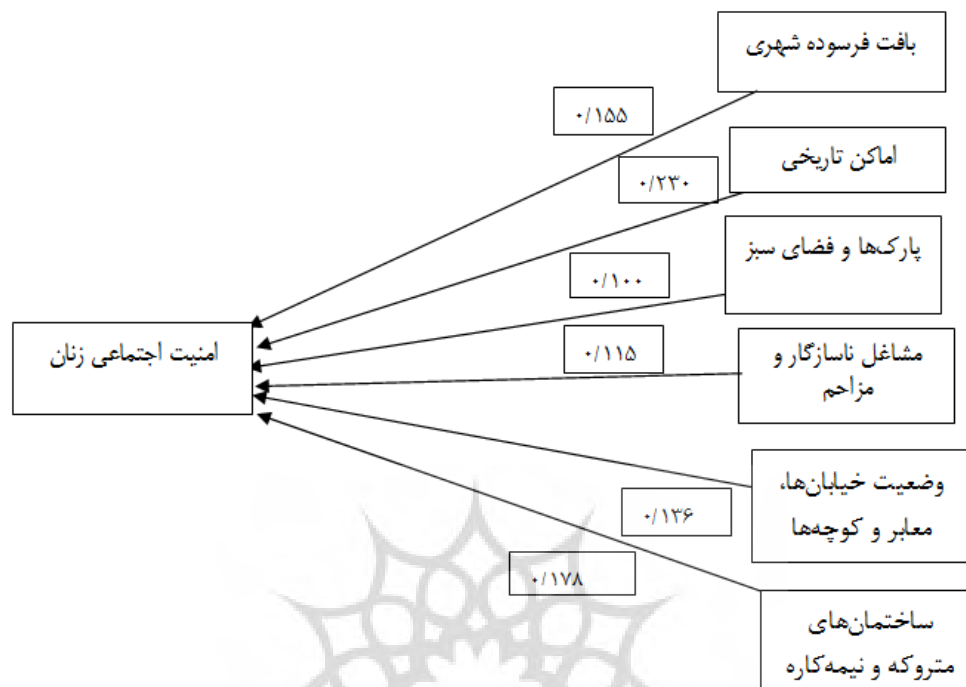 بافت فرسوده شهری
۰/۱۵۵
اماکن تاریخی
۰/۲۳۰
پارک‌ها و فضای سبز
۰/۱۰۰
امنیت اجتماعی زنان
مشاغل ناسازگار و
مزاحم
۰/۱۱۵
وضعیت خیابان‌ها،
معابر و کوچه‌ها
۰/۱۳۶
ساختمان‌های
متروکه و نیمه‌کاره
۰/۱۷۸